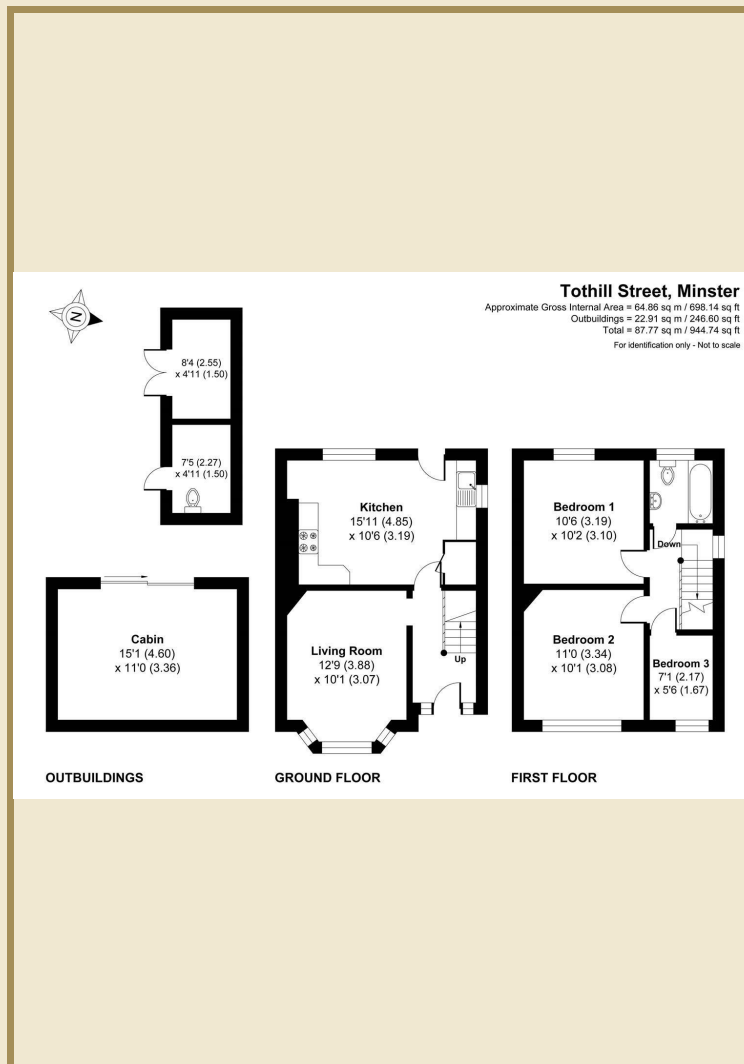 Tothill Street, Minster
Approximate Gross Internal Area = 64.86 sq m / 698.14 sq ft
Outbuildings = 22.91 sq m / 246.60 sq ft
Total = 87.77 sq m / 944.74 sq ft
For identification only - Not to scale
N
8'4 (2.55)
x 4'11 (1.50)
7'5 (2.27)
x 4'11 (1.50)
Cabin
15'1 (4.60)
x 11'0 (3.36)
OUTBUILDINGS
Kitchen
15'11 (4.85)
x 10'6 (3.19)
Living Room
12'9 (3.88)
x 10'1 (3.07)
Up
GROUND FLOOR
Bedroom 1
10'6 (3.19)
x 10'2 (3.10)
Down
Bedroom 2
11'0 (3.34)
x 10'1 (3.08)
Bedroom 3
7'1 (2.17)
x 5'6 (1.67)
FIRST FLOOR